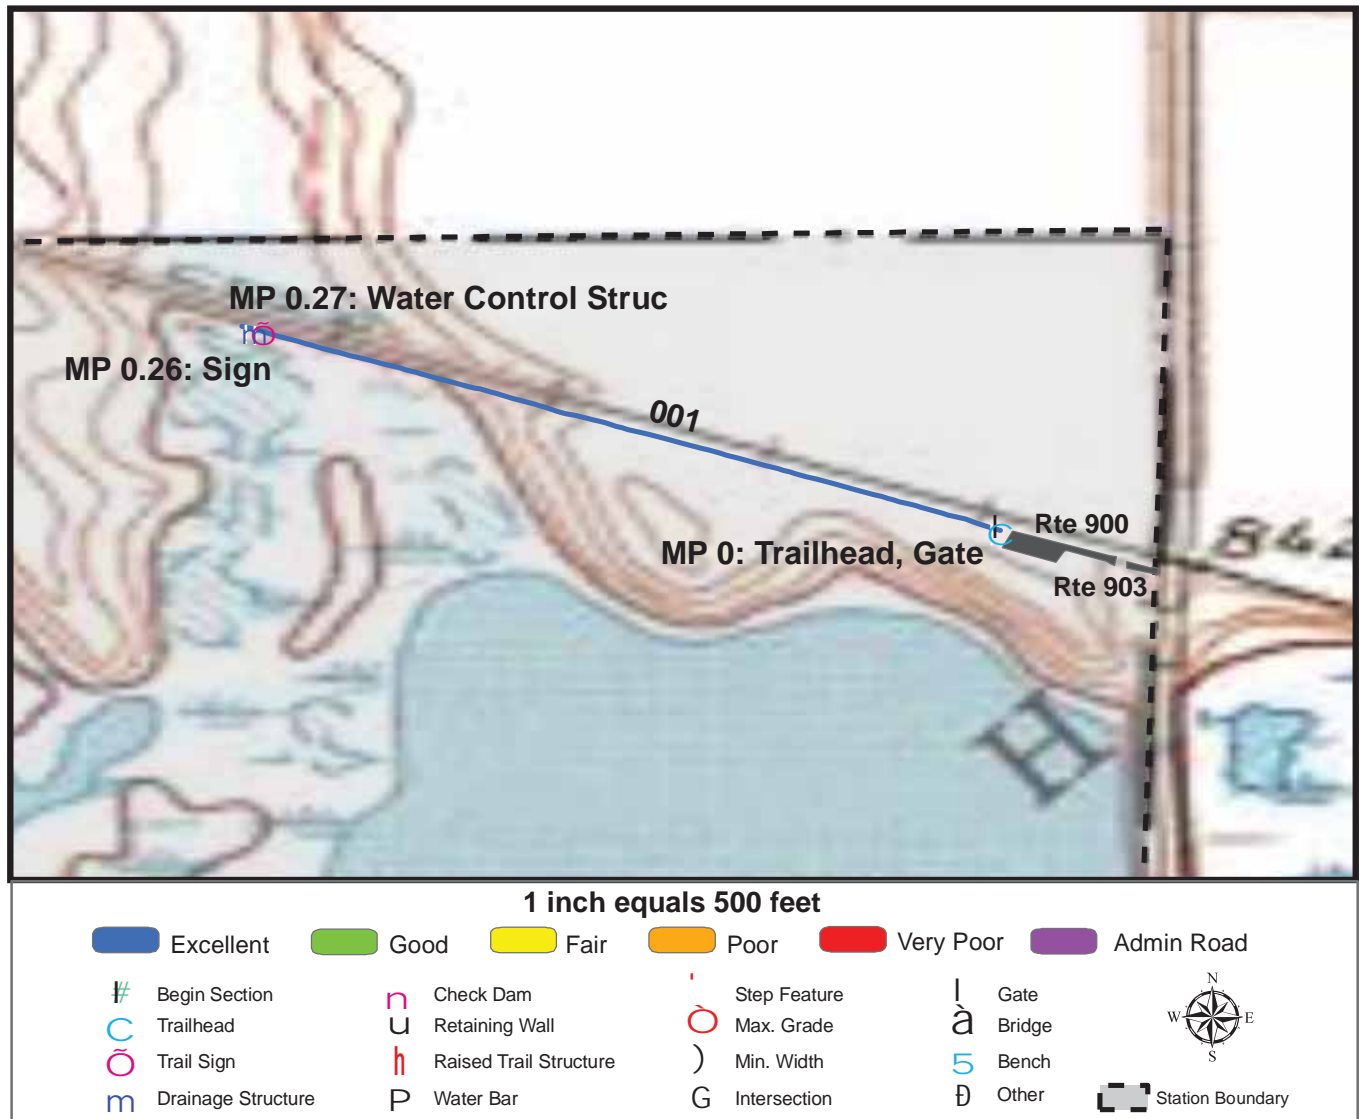 MP 0.27: Water Control Struc
m Õ
MP 0.26: Sign
001
C
Rte 900
MP 0: Trailhead, Gate
Rte 903
842
1 inch equals 500 feet
Excellent Good Fair Poor Very Poor Admin Road
Begin Section n Check Dam ' Step Feature | Gate
C Trailhead u Retaining Wall Ò Max. Grade à Bridge
Õ Trail Sign h Raised Trail Structure ) Min. Width 5 Bench
m Drainage Structure P Water Bar G Intersection Ð Other Station Boundary
N
W E
S